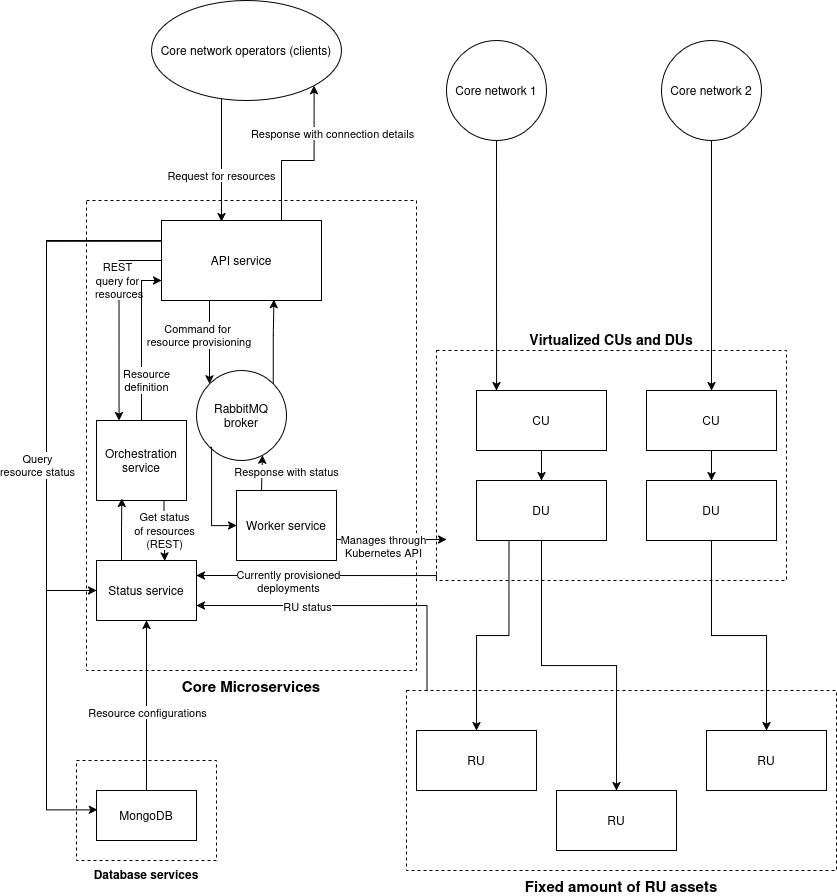 Core network operators (clients)
Core network 1
Core network 2
Response with connection details
Request for resources
API service
REST
query for
resources
Command for
resource provisioning
Virtualized CUs and DUs
Resource
definition
RabbitMQ
broker
CU
CU
Orchestration
service
Query
resource status
Response with status
DU
DU
Get status
of resources
(REST)
Worker service
Manages through
Kubernetes API
Currently provisioned
deployments
Status service
RU status
Core Microservices
Resource configurations
RU
RU
MongoDB
RU
Database services
Fixed amount of RU assets